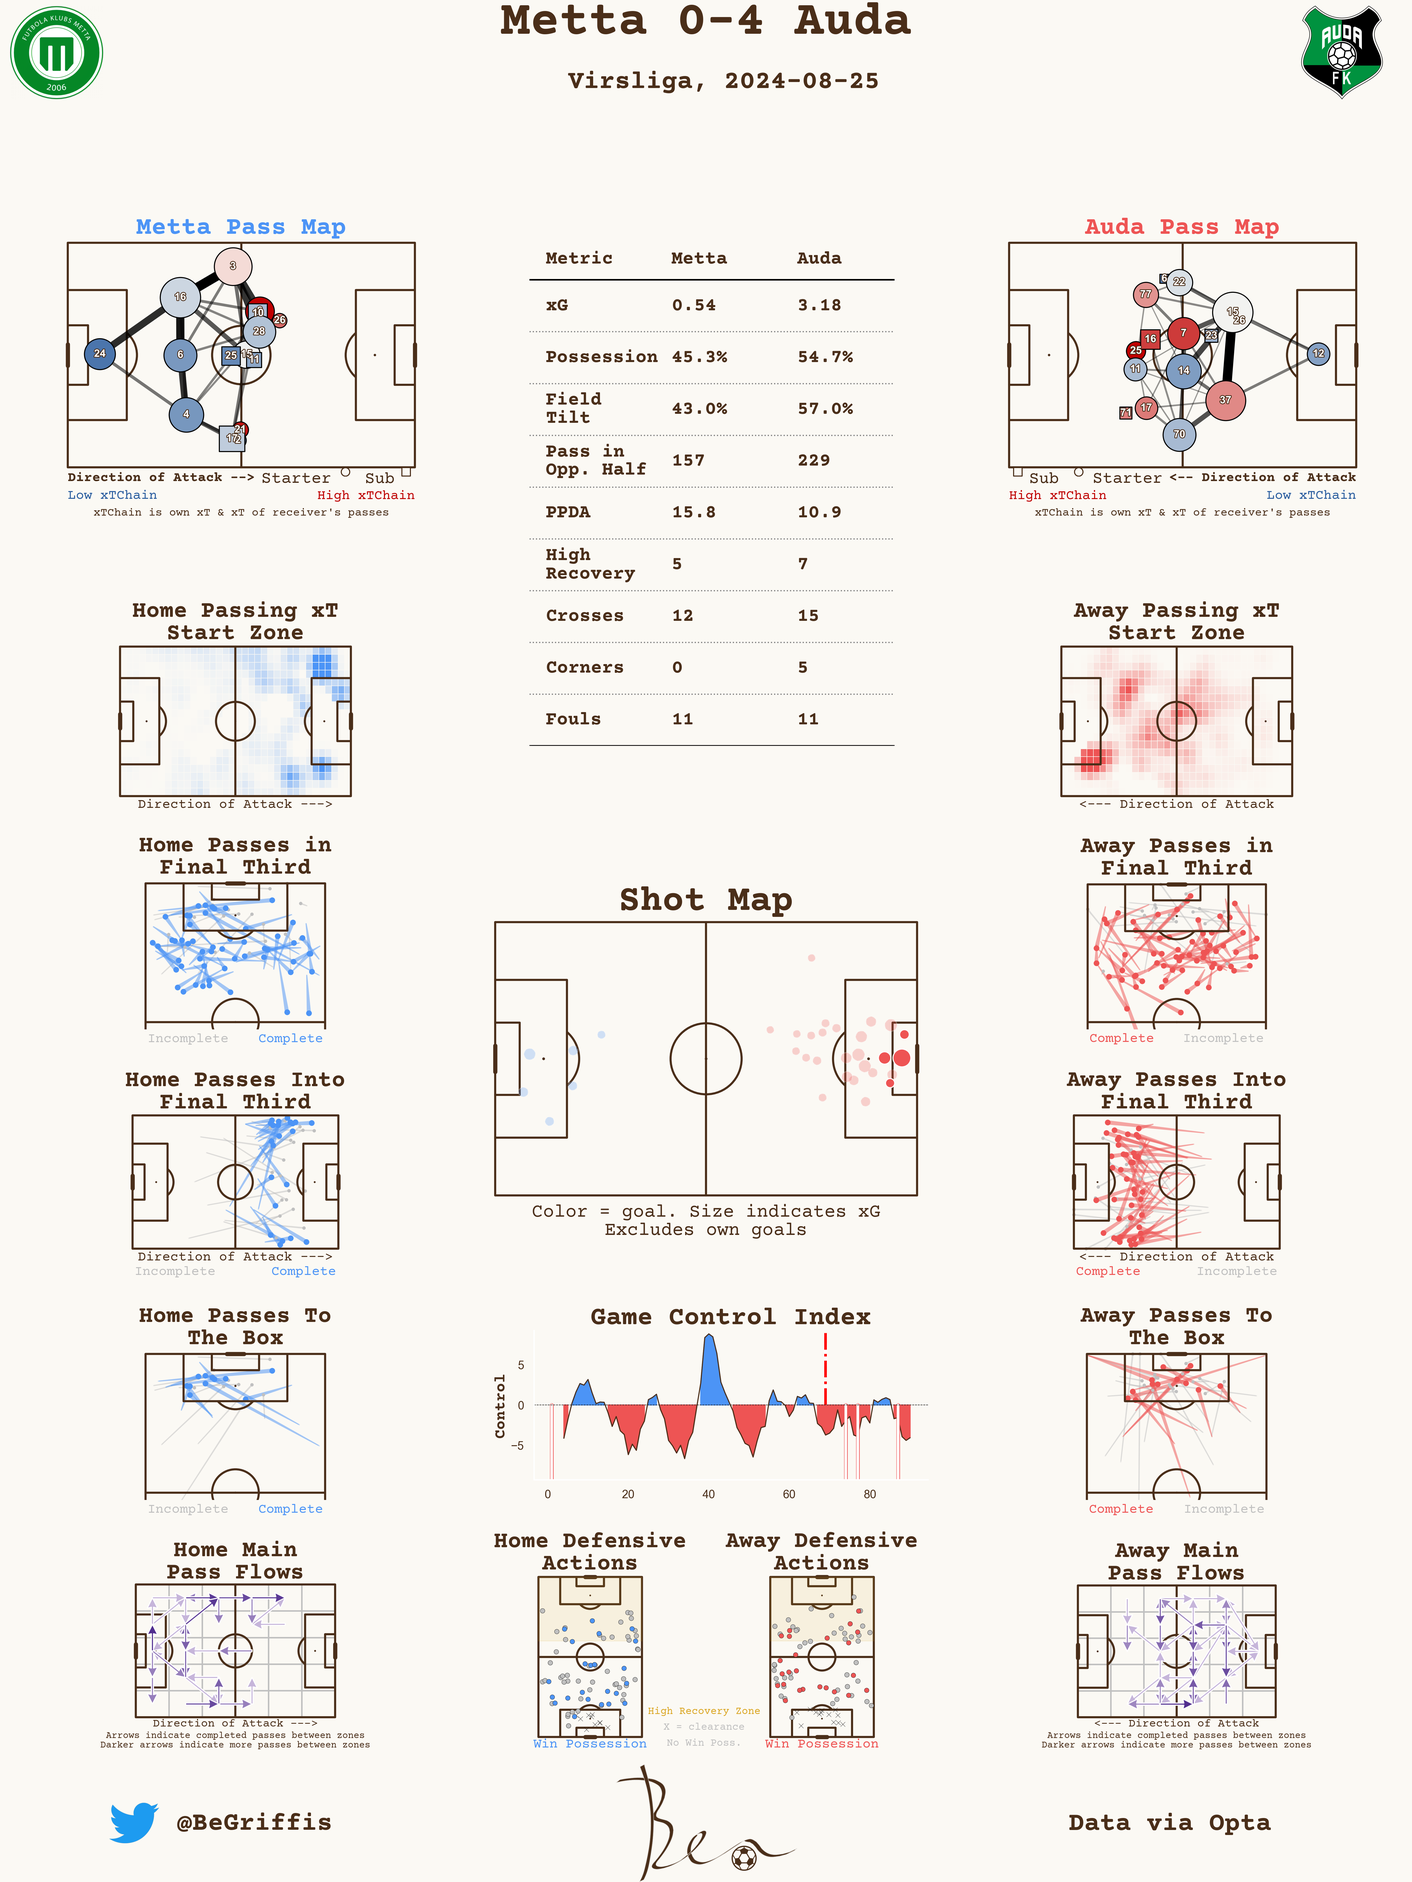 Metta 0-4 Auda
Virsliga, 2024-08-25
FUTBOLA KLUBS METTA
2006
AUDA
FK
Metta Pass Map
3
16
10
26
28
24
6
25
15
11
4
21
17
2
Direction of Attack --> Starter Sub
Low xTChain High xTChain
xTChain is own xT & xT of receiver's passes
Metric Metta Auda
xG 0.54 3.18
Possession 45.3% 54.7%
Field
Tilt 43.0% 57.0%
Pass in
Opp. Half 157 229
PPDA 15.8 10.9
High
Recovery 5 7
Crosses 12 15
Corners 0 5
Fouls 11 11
Auda Pass Map
6
22
77
15
26
7
23
16
25
12
11
14
37
71
17
70
Sub Starter <-- Direction of Attack
High xTChain Low xTChain
xTChain is own xT & xT of receiver's passes
Home Passing xT
Start Zone
Direction of Attack --->
Away Passing xT
Start Zone
<--- Direction of Attack
Home Passes in
Final Third
Incomplete Complete
Away Passes in
Final Third
Complete Incomplete
Shot Map
Color = goal. Size indicates xG
Excludes own goals
Home Passes Into
Final Third
Direction of Attack --->
Incomplete Complete
Away Passes Into
Final Third
<--- Direction of Attack
Complete Incomplete
Home Passes To
The Box
Incomplete Complete
Game Control Index
Control
5
0
−5
0 20 40 60 80
Away Passes To
The Box
Complete Incomplete
Home Main
Pass Flows
Direction of Attack --->
Arrows indicate completed passes between zones
Darker arrows indicate more passes between zones
Home Defensive
Actions
Win Possession
Away Defensive
Actions
Win Possession
High Recovery Zone
X = clearance
No Win Poss.
Away Main
Pass Flows
<--- Direction of Attack
Arrows indicate completed passes between zones
Darker arrows indicate more passes between zones
@BeGriffis
Ben
Data via Opta